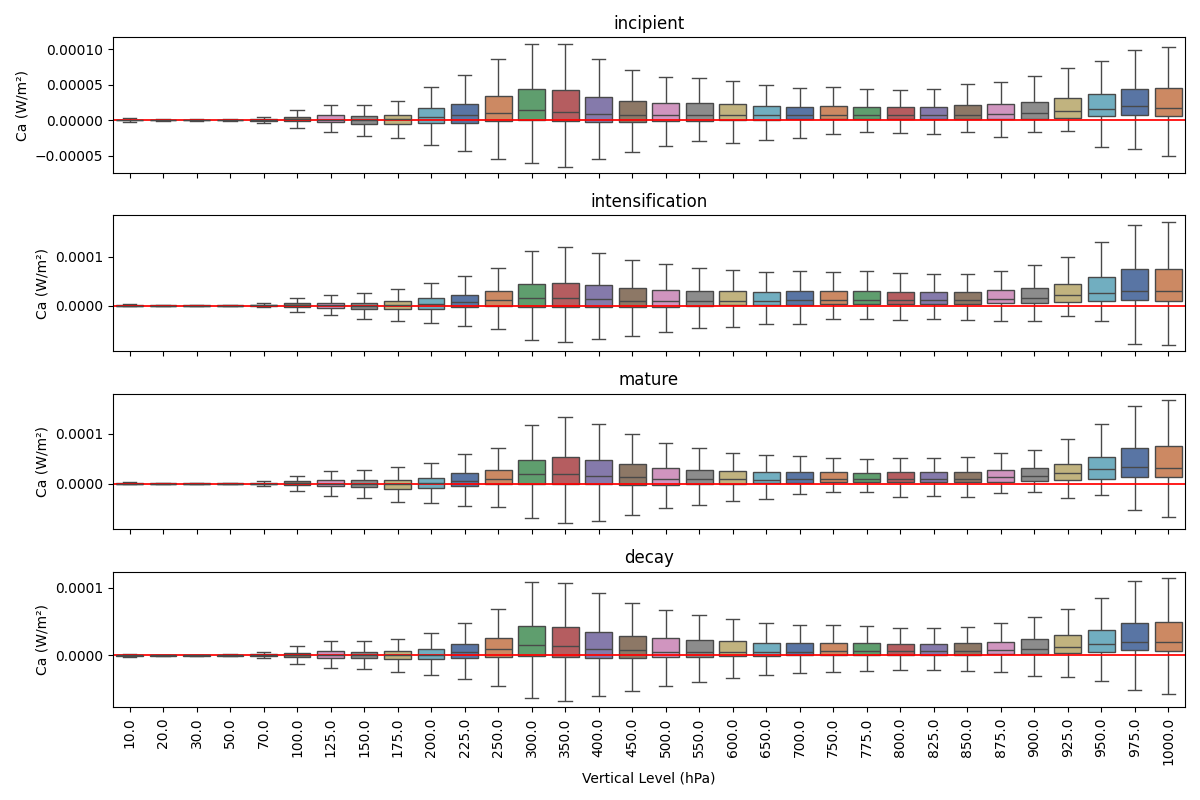 incipient
Ca (W/m²)
0.00010
0.00005
0.00000
−0.00005
intensification
Ca (W/m²)
0.0001
0.0000
mature
Ca (W/m²)
0.0001
0.0000
decay
Ca (W/m²)
0.0001
0.0000
10.0 20.0 30.0 50.0 70.0 100.0 125.0 150.0 175.0 200.0 225.0 250.0 300.0 350.0 400.0 450.0 500.0 550.0 600.0 650.0 700.0 750.0 775.0 800.0 825.0 850.0 875.0 900.0 925.0 950.0 975.0 1000.0
Vertical Level (hPa)